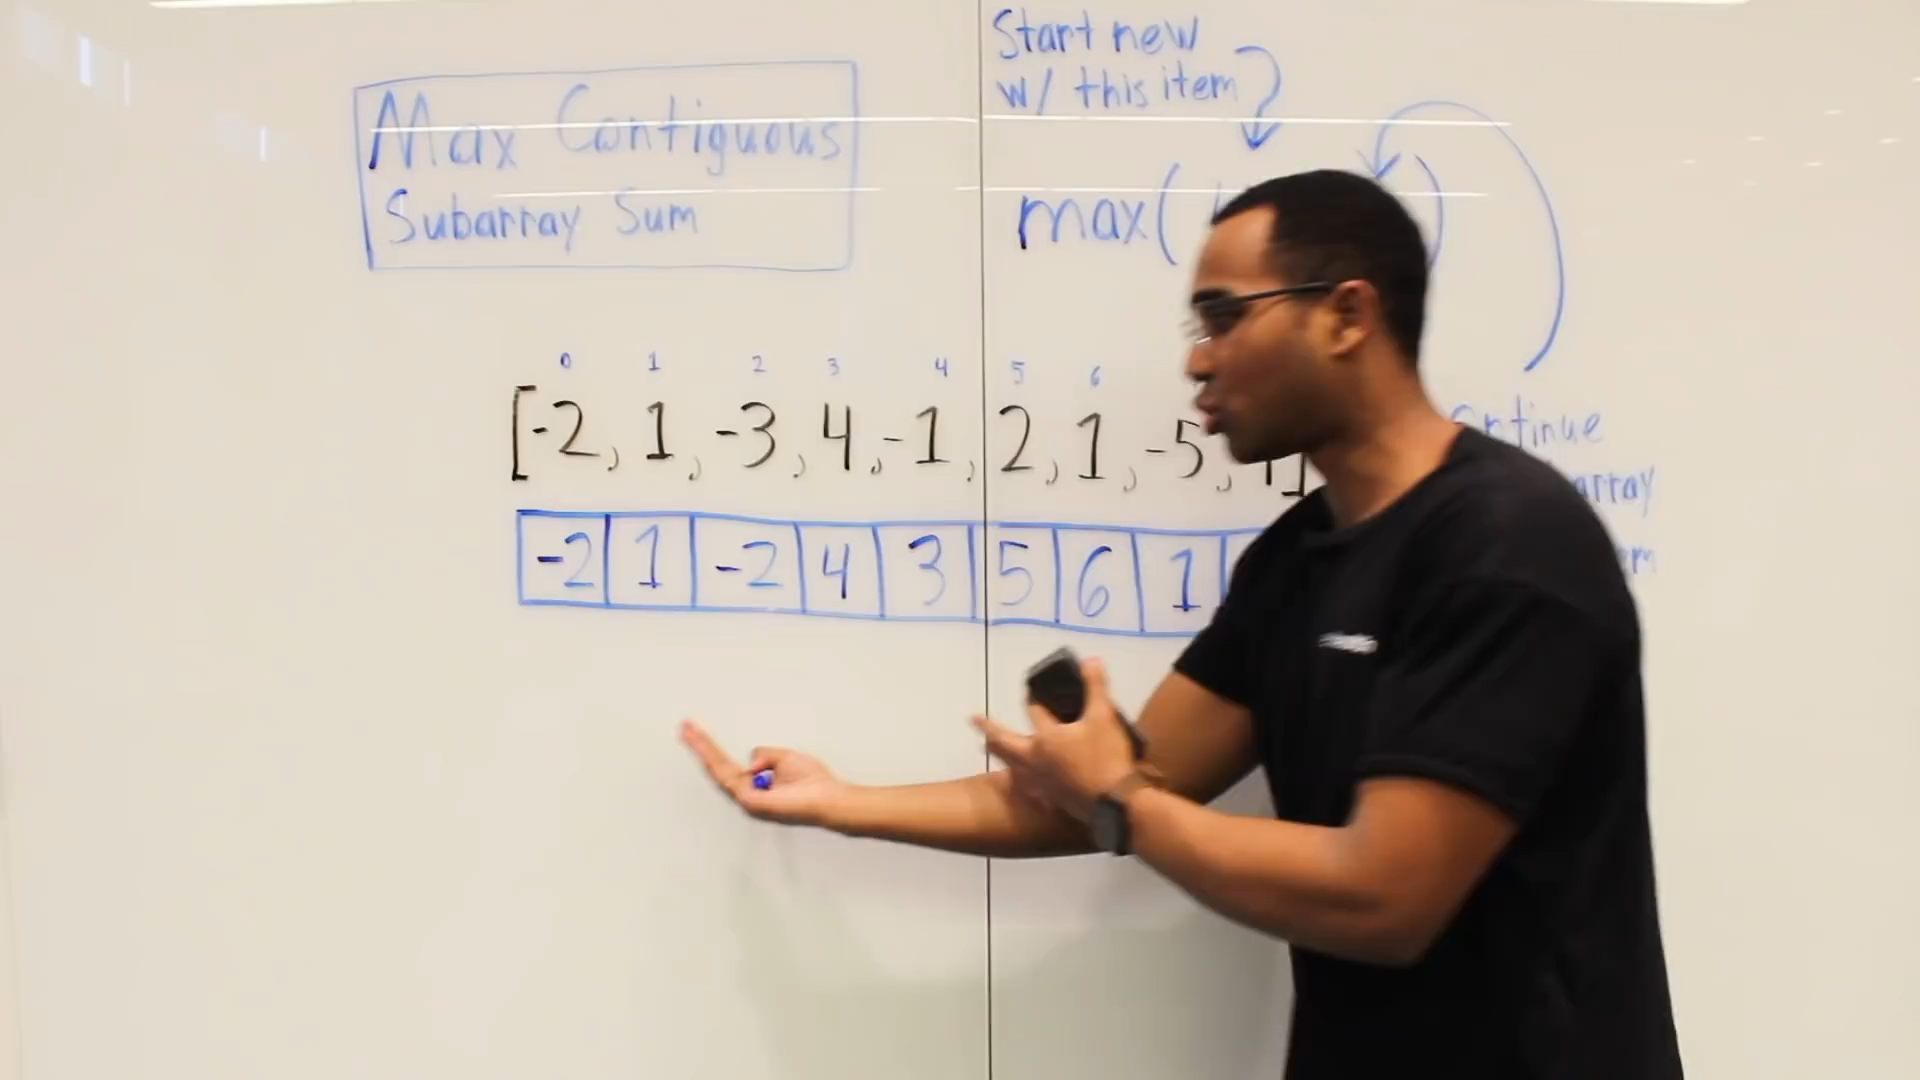 Start new
w/ this item
Max Contiguous
Subarray Sum
max(
)
0 1 2 3 4 5 6
[-2, 1, -3, 4, -1, 2, 1, -5, 4]
-2 1 -2 4 3 5 6 1